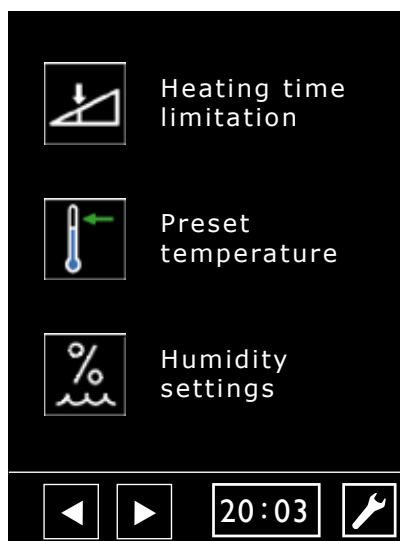 Heating time
limitation
Preset
temperature
%
Humidity
settings
20:03